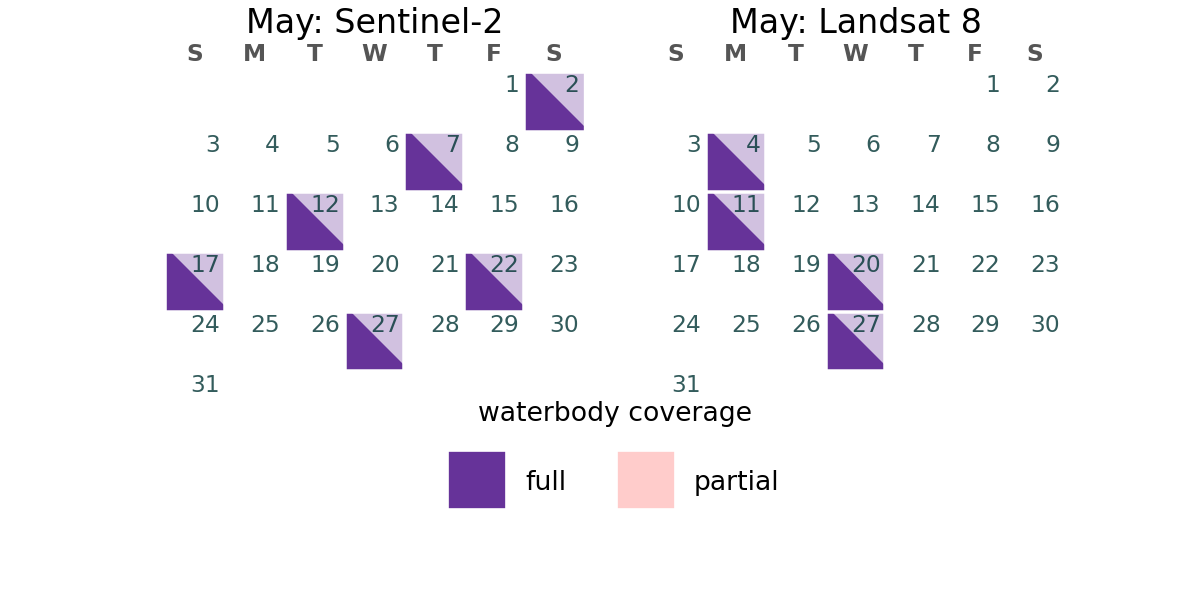 May: Sentinel-2
S M T W T F S
1 2
3 4 5 6 7 8 9
10 11 12 13 14 15 16
17 18 19 20 21 22 23
24 25 26 27 28 29 30
31
May: Landsat 8
S M T W T F S
1 2
3 4 5 6 7 8 9
10 11 12 13 14 15 16
17 18 19 20 21 22 23
24 25 26 27 28 29 30
31
waterbody coverage
full partial